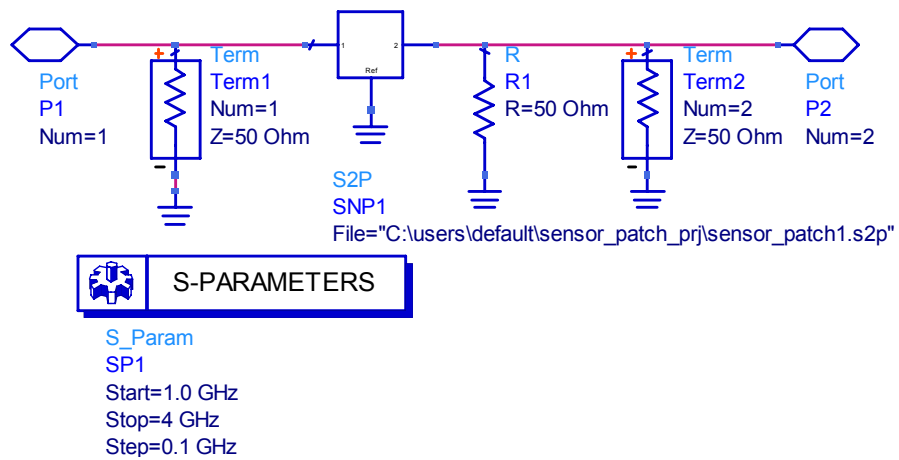 Port
P1
Num=1
+
Term
Term1
Num=1
Z=50 Ohm
-
1
2
Ref
S2P
SNP1
File="C:\users\default\sensor_patch_prj\sensor_patch1.s2p"
R
R1
R=50 Ohm
+
Term
Term2
Num=2
Z=50 Ohm
-
Port
P2
Num=2
S-PARAMETERS
S_Param
SP1
Start=1.0 GHz
Stop=4 GHz
Step=0.1 GHz